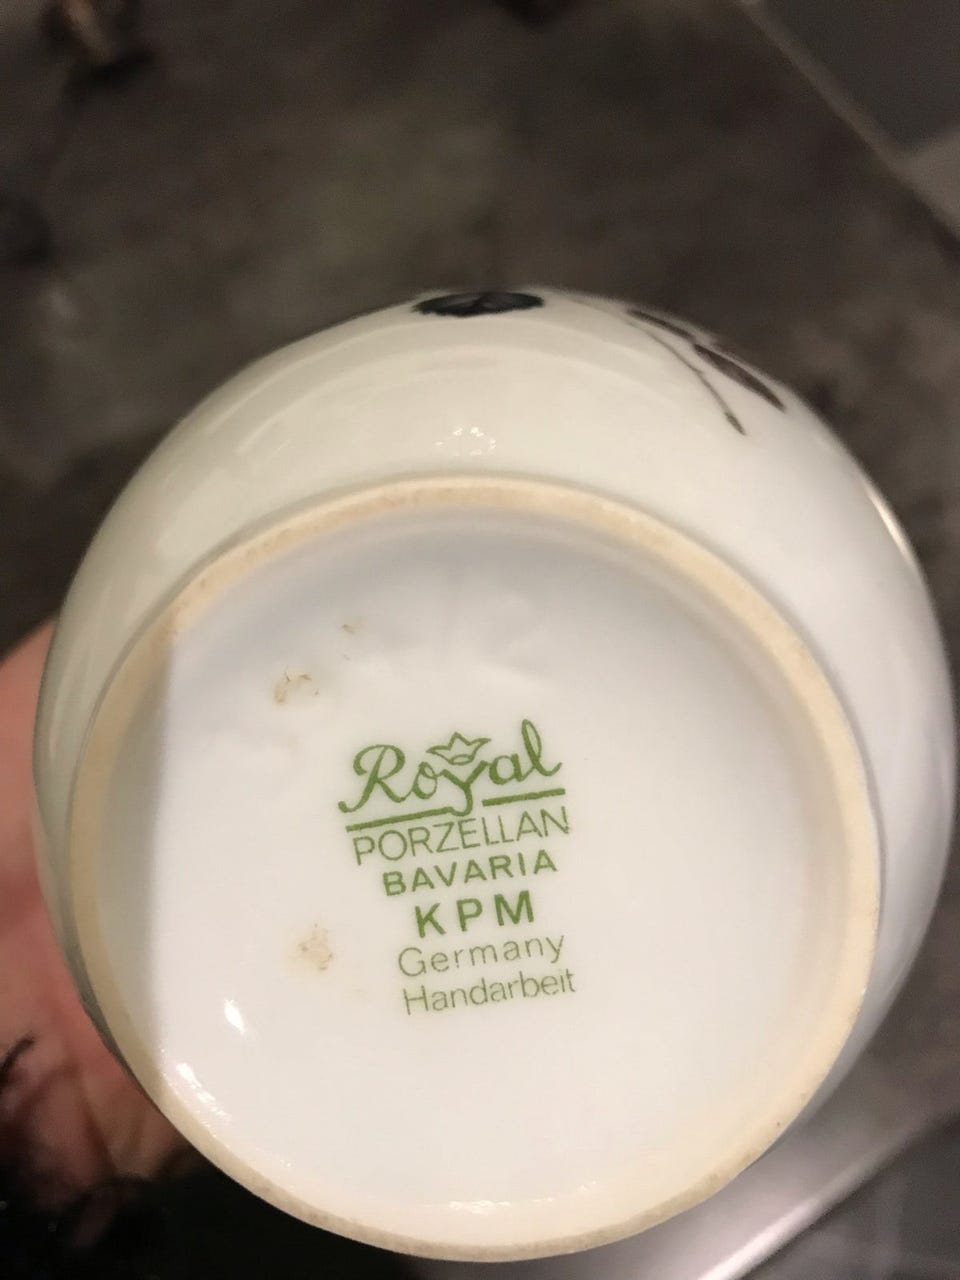 Royal
PORZELLAN
BAVARIA
KPM
Germany
Handarbeit